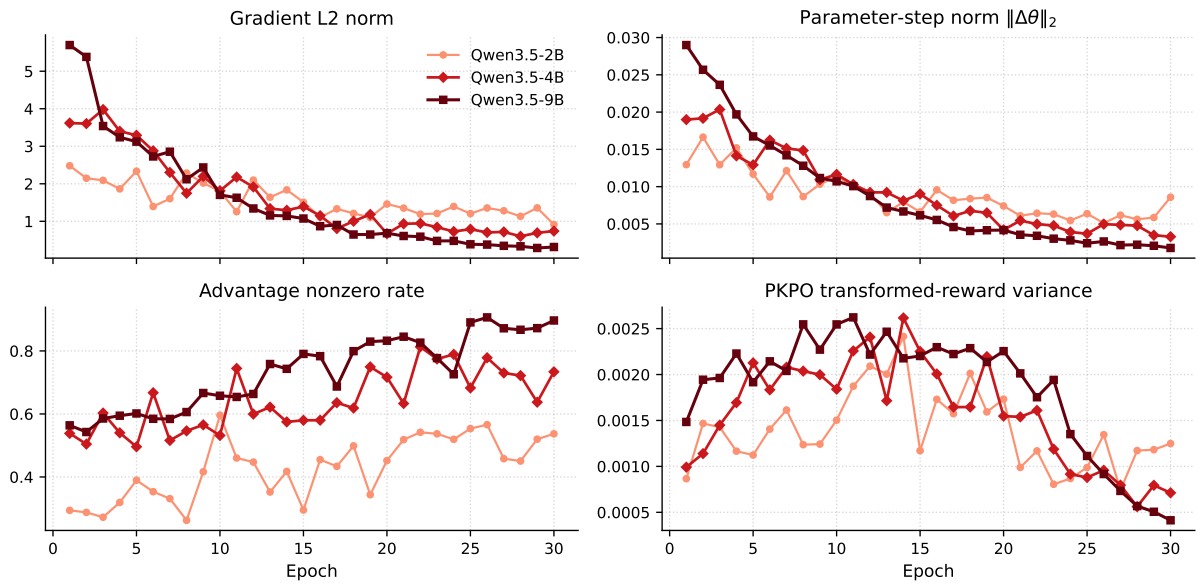 Gradient L2 norm
Qwen3.5-2B
Qwen3.5-4B
Qwen3.5-9B
5
4
3
2
1
Parameter-step norm ‖Δθ‖₂
0.030
0.025
0.020
0.015
0.010
0.005
Advantage nonzero rate
0.8
0.6
0.4
0 5 10 15 20 25 30
Epoch
PKPO transformed-reward variance
0.0025
0.0020
0.0015
0.0010
0.0005
0 5 10 15 20 25 30
Epoch